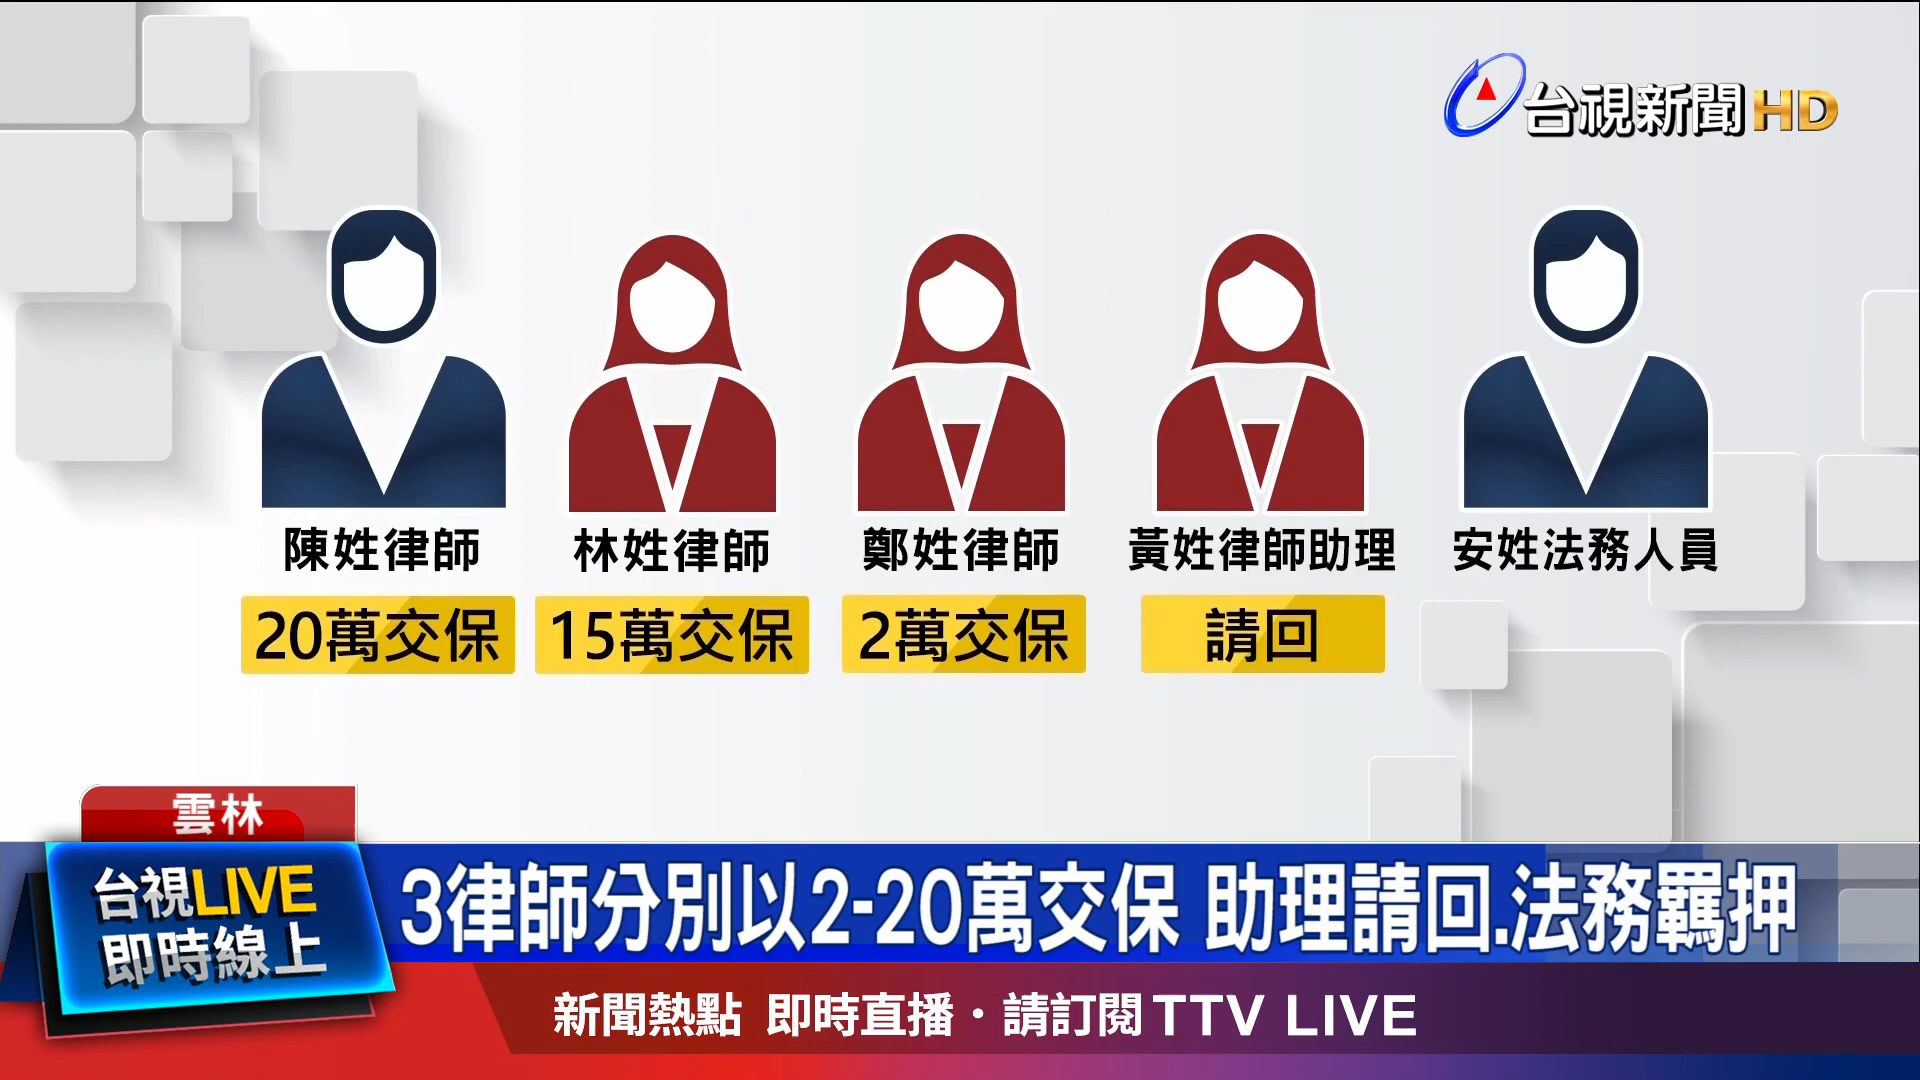 台視新聞HD
陳姓律師
林姓律師
鄭姓律師
黃姓律師助理
安姓法務人員
20萬交保
15萬交保
2萬交保
請回
雲林
台視LIVE
即時線上
3律師分別以2-20萬交保 助理請回.法務羈押
新聞熱點 即時直播·請訂閱TTV LIVE